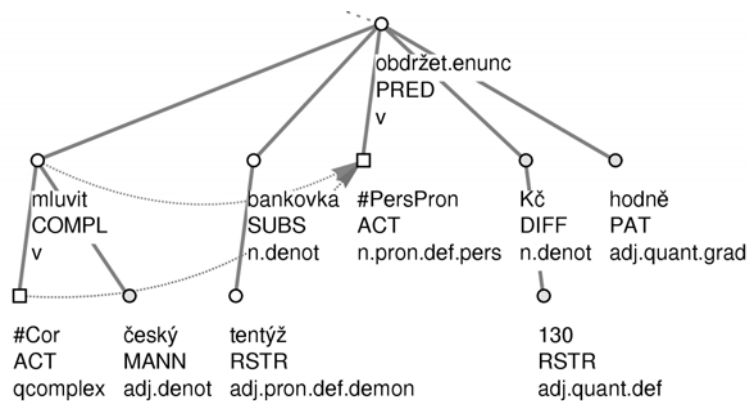 obdržet.enunc
PRED
v
mluvit
COMPL
v
bankovka
SUBS
n.denot
#PersPron
ACT
n.pron.def.pers
Kč
DIFF
n.denot
hodně
PAT
adj.quant.grad
#Cor
ACT
qcomplex
český
MANN
adj.denot
tentýž
RSTR
adj.pron.def.demon
130
RSTR
adj.quant.def